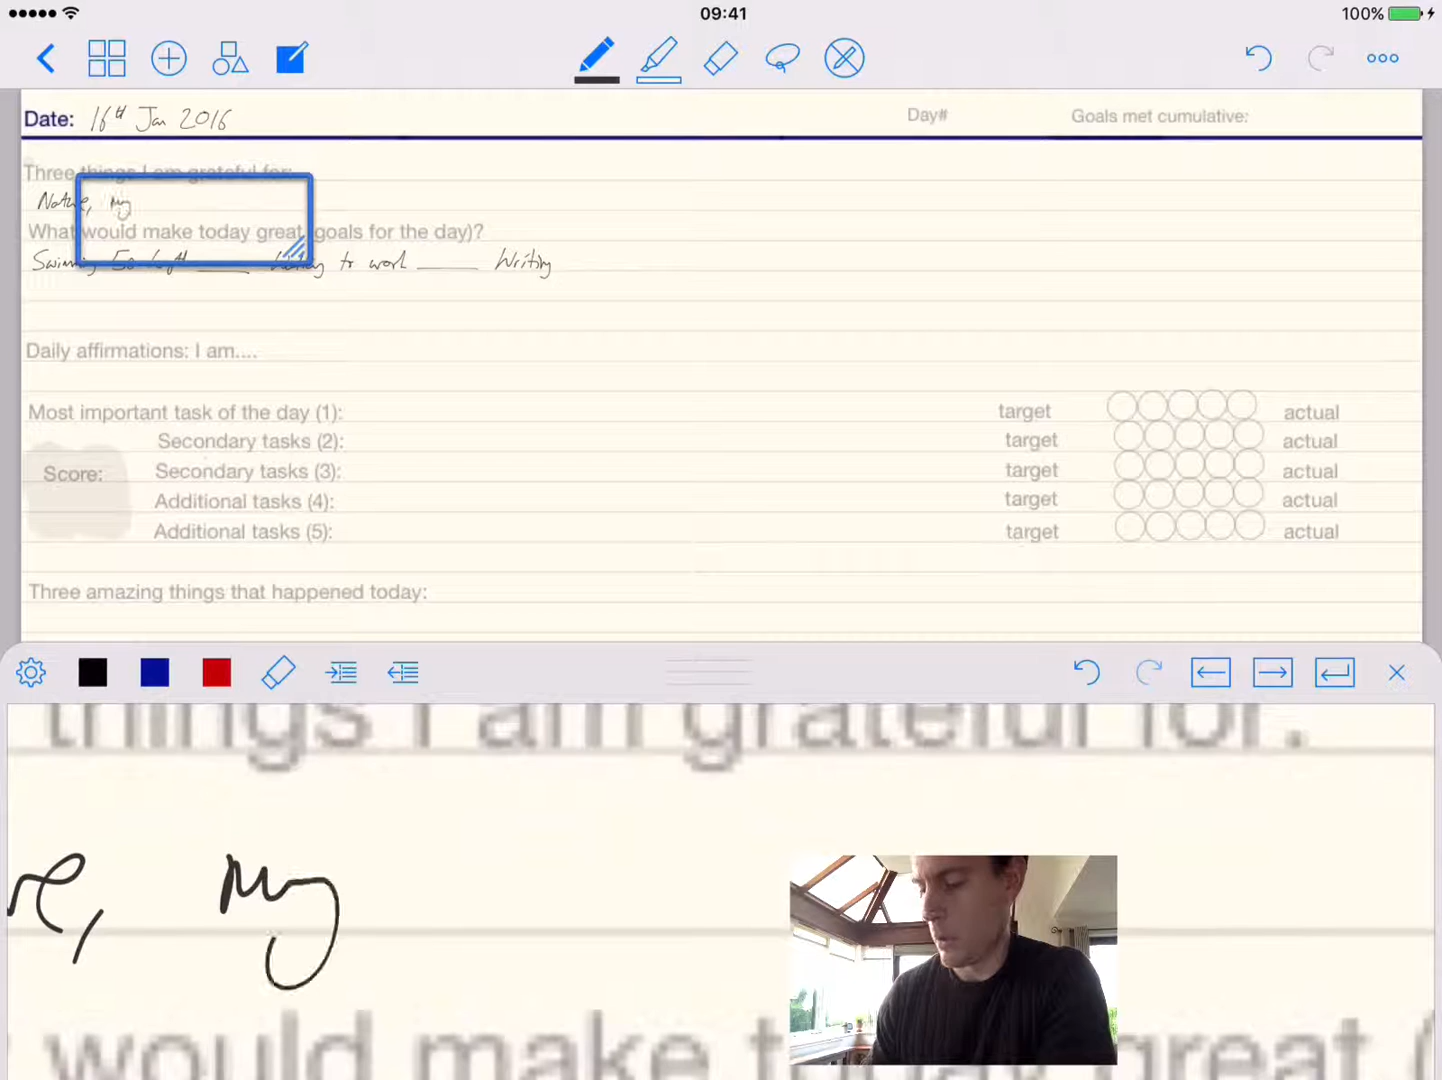 09:41 100%
Date: 16th Jan 2016 Day# Goals met cumulative:
Three things I am grateful for:
Nature, my
What would make today great (goals for the day)?
Swimming 50 to work Writing
Daily affirmations: I am....
Most important task of the day (1): target actual
Secondary tasks (2): target actual
Score: Secondary tasks (3): target actual
Additional tasks (4): target actual
Additional tasks (5): target actual
Three amazing things that happened today:
things I am grateful for:
re, my
would make today great (